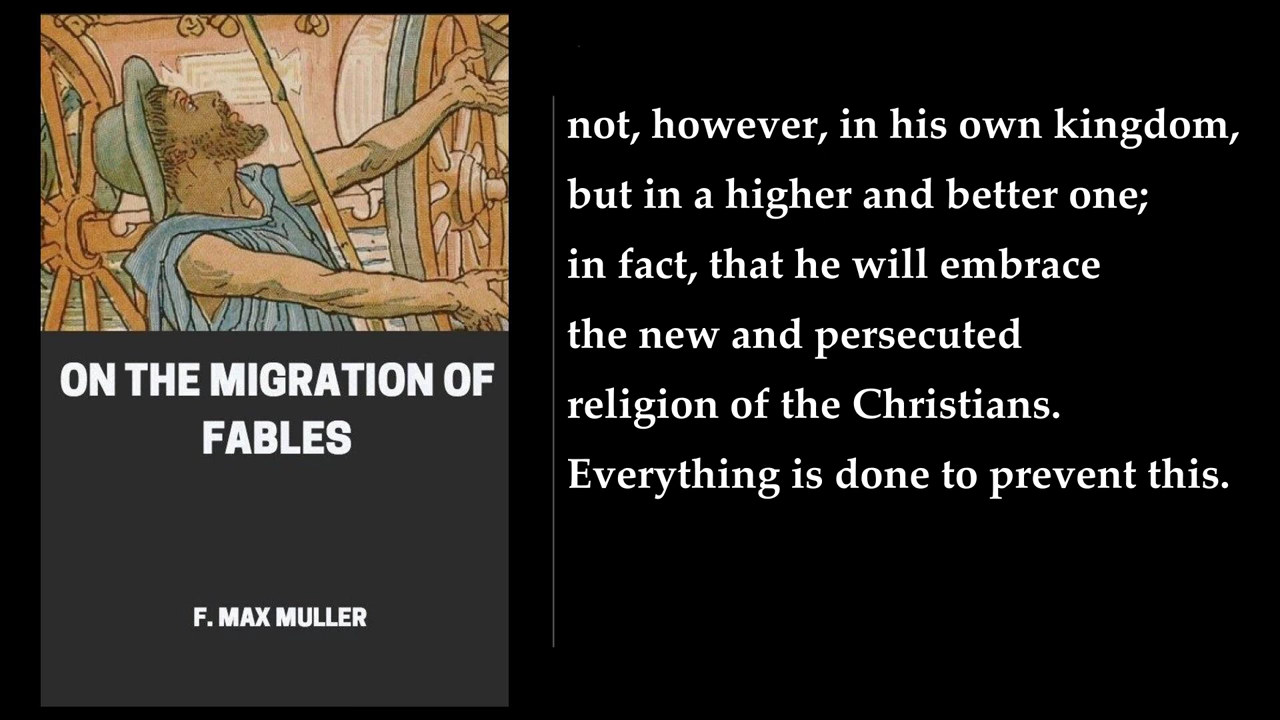 ON THE MIGRATION OF
FABLES
F. MAX MULLER
not, however, in his own kingdom,
but in a higher and better one;
in fact, that he will embrace
the new and persecuted
religion of the Christians.
Everything is done to prevent this.